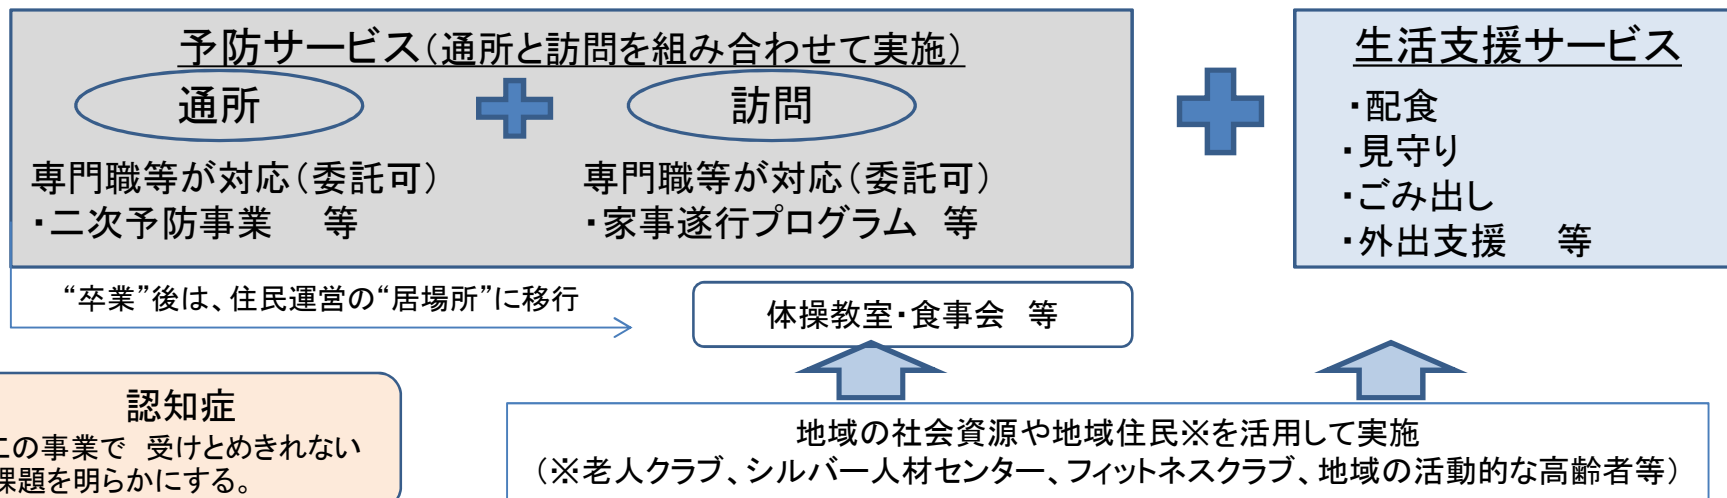 予防サービス(通所と訪問を組み合わせて実施)
通所
専門職等が対応(委託可)
・二次予防事業　等
訪問
専門職等が対応(委託可)
・家事遂行プログラム　等
生活支援サービス
・配食
・見守り
・ごみ出し
・外出支援　等
“卒業”後は、住民運営の“居場所”に移行
体操教室・食事会　等
認知症
この事業で　受けとめきれない
課題を明らかにする。
地域の社会資源や地域住民※を活用して実施
(※老人クラブ、シルバー人材センター、フィットネスクラブ、地域の活動的な高齢者等)